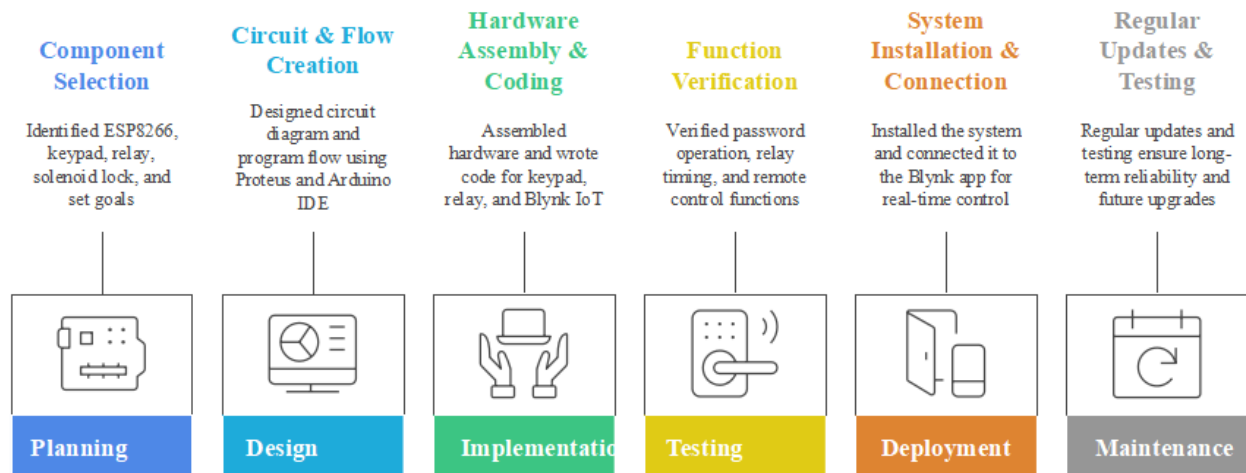 Component
Selection
Identified ESP8266,
keypad, relay,
solenoid lock, and
set goals
Planning
Circuit & Flow
Creation
Designed circuit
diagram and
program flow using
Proteus and Arduino
IDE
Design
Hardware
Assembly &
Coding
Assembled
hardware and wrote
code for keypad,
relay, and Blynk IoT
Implementatio
Function
Verification
Verified password
operation, relay
timing, and remote
control functions
Testing
System
Installation &
Connection
Installed the system
and connected it to
the Blynk app for
real-time control
Deployment
Regular
Updates &
Testing
Regular updates and
testing ensure long-
term reliability and
future upgrades
Maintenance